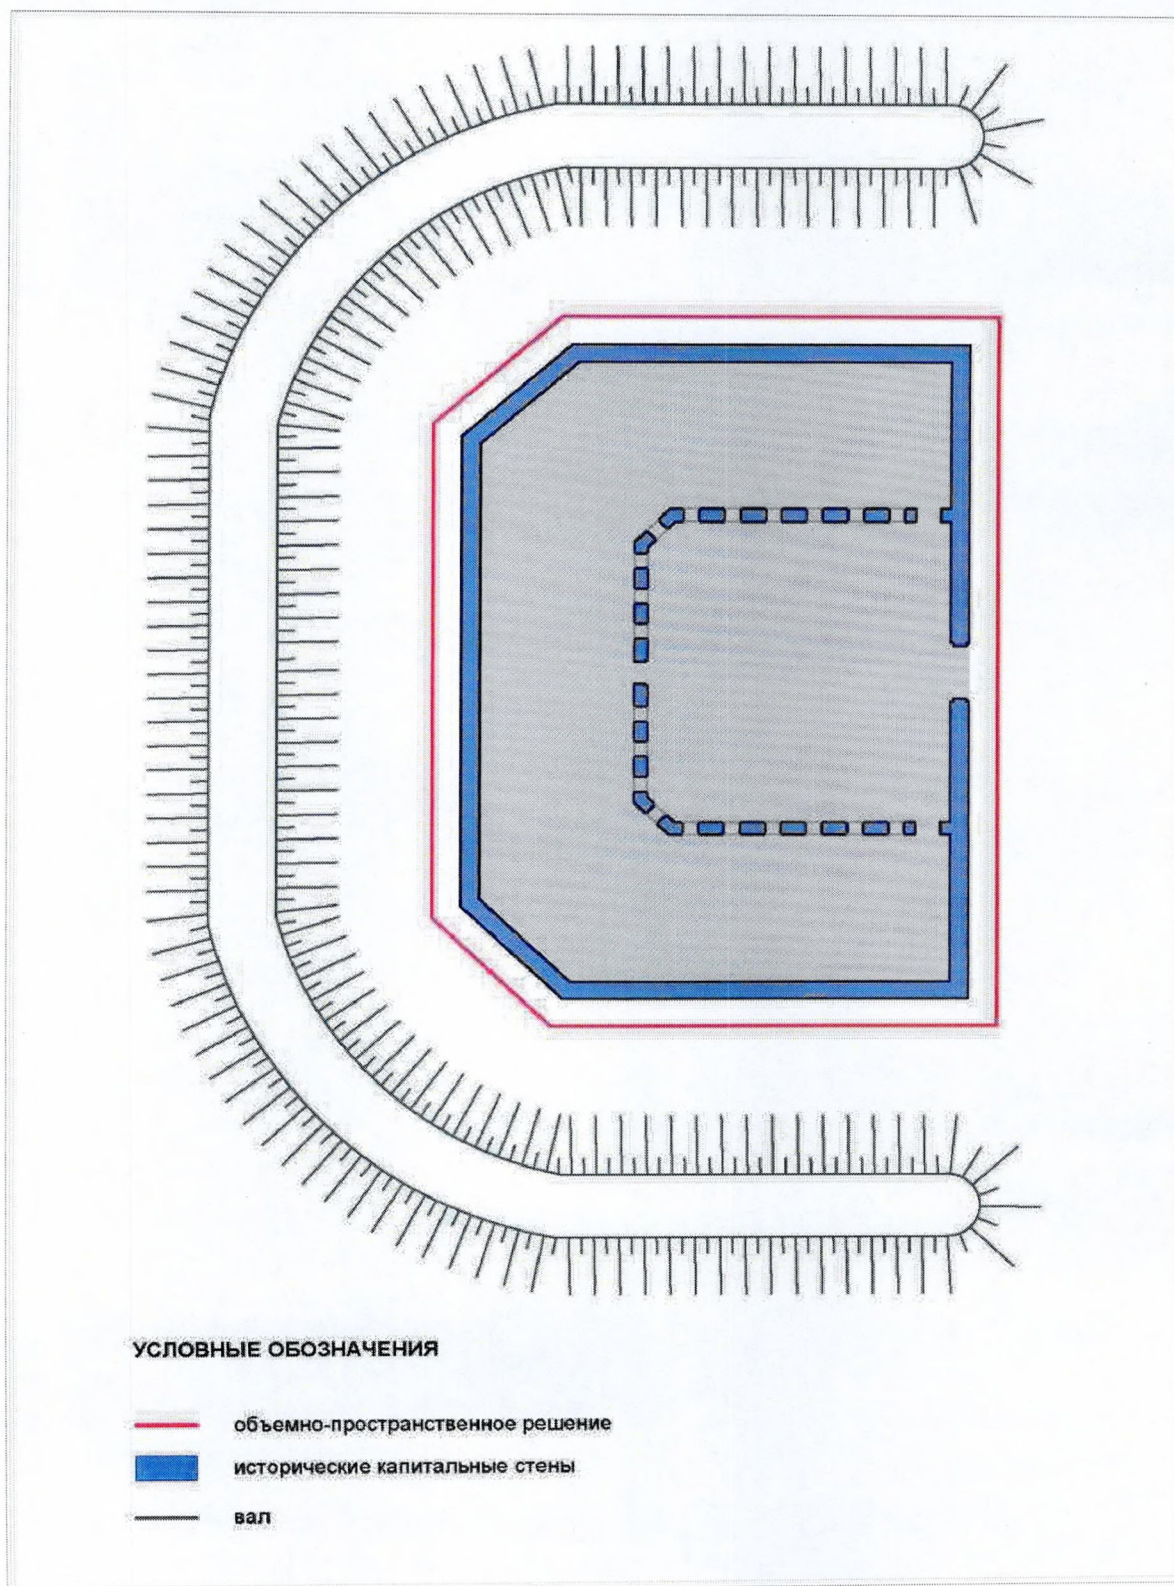 УСЛОВНЫЕ ОБОЗНАЧЕНИЯ
объемно-пространственное решение
исторические капитальные стены
вал